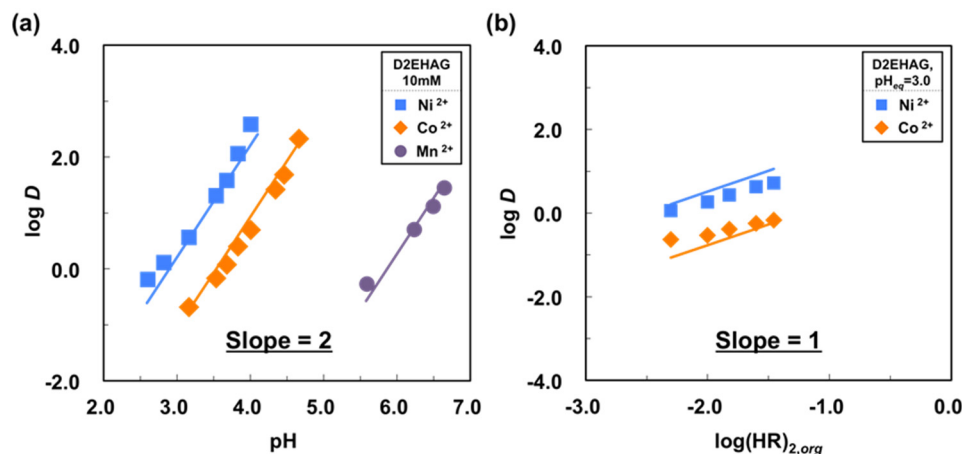 (a)
4.0
2.0
0.0
-2.0
log D
D2EHAG
10mM
Ni 2+
Co 2+
Mn 2+
Slope = 2
2.0 3.0 4.0 5.0 6.0 7.0
pH
(b)
4.0
2.0
0.0
-2.0
-4.0
log D
D2EHAG,
pHeq=3.0
Ni 2+
Co 2+
Slope = 1
-3.0 -2.0 -1.0 0.0
log(HR)2,org